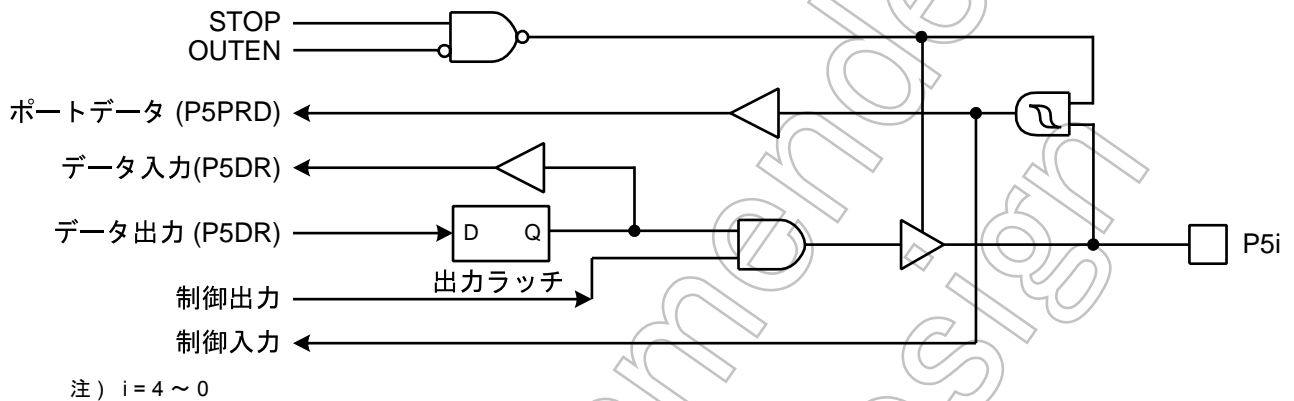 STOP
OUTEN
ポートデータ (P5PRD)
データ入力(P5DR)
データ出力 (P5DR)
D Q
出力ラッチ
P5i
制御出力
制御入力
注) i = 4 ～ 0